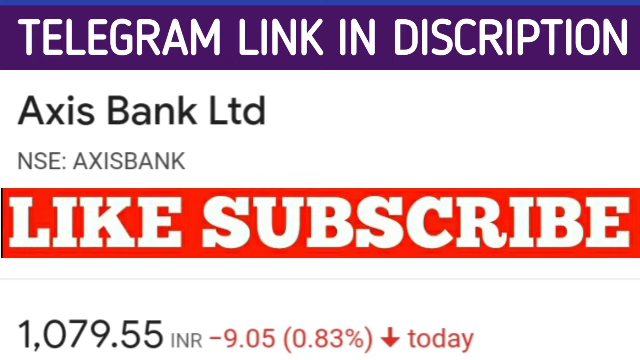 TELEGRAM LINK IN DISCRIPTION
Axis Bank Ltd
NSE: AXISBANK
LIKE SUBSCRIBE
1,079.55 INR −9.05 (0.83%) ↓ today